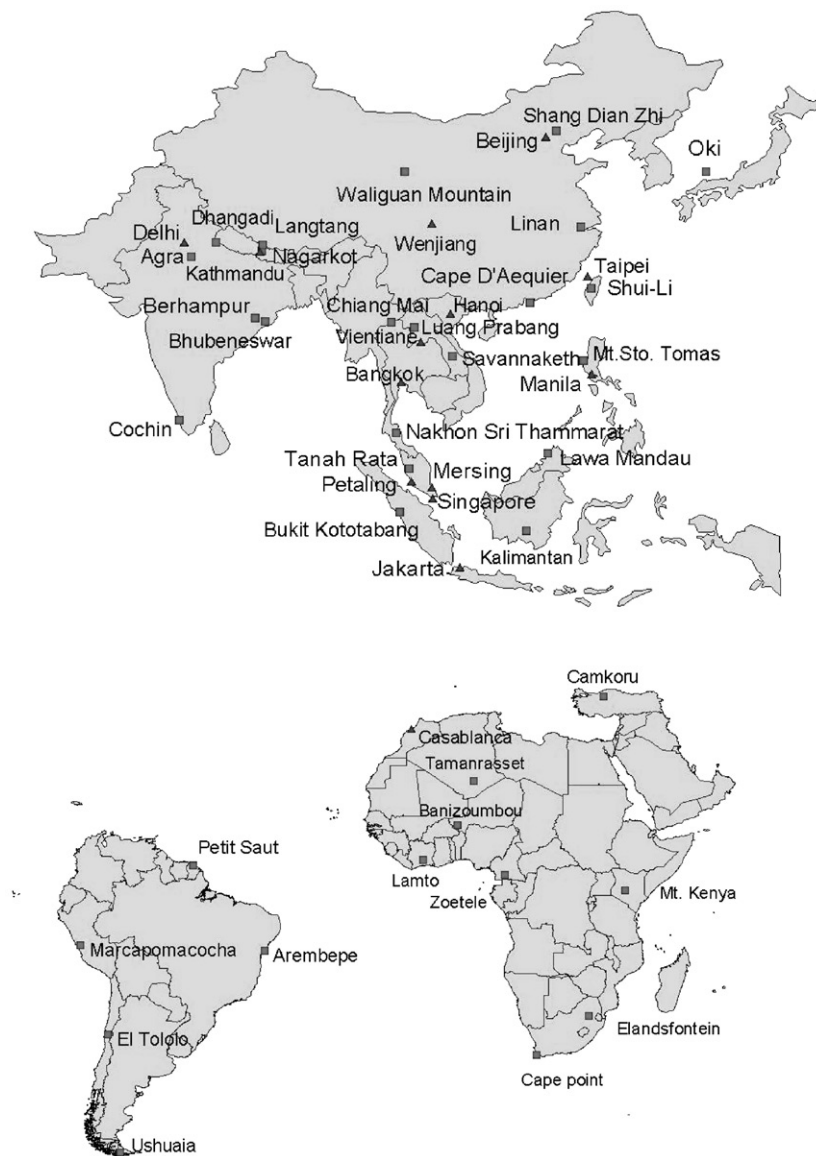 Shang Dian Zhi
Beijing
Oki
Waliguan Mountain
Dhangadi
Langtang
Linan
Delhi
Wenjiang
Nagarkot
Agra
Kathmandu
Cape D'Aequier
Taipei
Shui-Li
Berhampur
Chiang Mai
Hanoi
Bhubeneswar
Luang Prabang
Vientiane
Savannaketh
Mt.Sto. Tomas
Bangkok
Manila
Cochin
Nakhon Sri Thammarat
Tanah Rata
Mersing
Lawa Mandau
Petaling
Singapore
Bukit Kototabang
Kalimantan
Jakarta
Camkoru
Casablanca
Tamanrasset
Banizoumbou
Petit Saut
Lamto
Zoetele
Mt. Kenya
Marcapomacocha
Arembepe
El Tololo
Elandsfontein
Cape point
Ushuaia